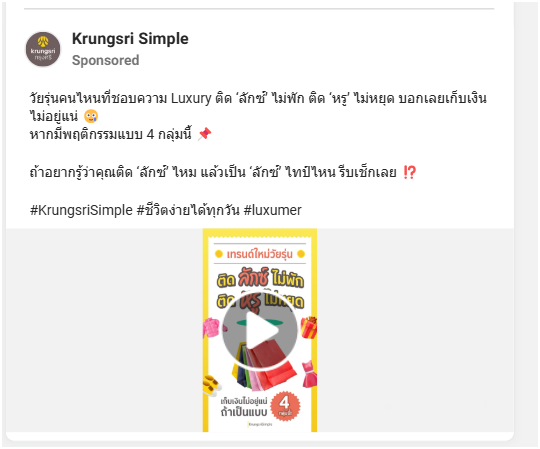 Krungsri Simple
krungsri
กรุงศรี
Sponsored
วัยรุ่นคนไหนที่ชอบความ Luxury ติด ‘ลักซ์’ ไม่พัก ติด ‘หรู’ ไม่หยุด บอกเลยเก็บเงิน
ไม่อยู่แน่ 🤯
หากมีพฤติกรรมแบบ 4 กลุ่มนี้ 📌
ถ้าอยากรู้ว่าคุณติด ‘ลักซ์’ ไหม แล้วเป็น ‘ลักซ์’ ไทป์ไหน รีบเช็กเลย ⁉️
#KrungsriSimple #ชีวิตง่ายได้ทุกวัน #luxumer
เทรนด์ใหม่วัยรุ่น
ติด ลักซ์ ไม่พัก
ติด หรู ไม่หยุด
เก็บเงินไม่อยู่แน่
ถ้าเป็นแบบ 4